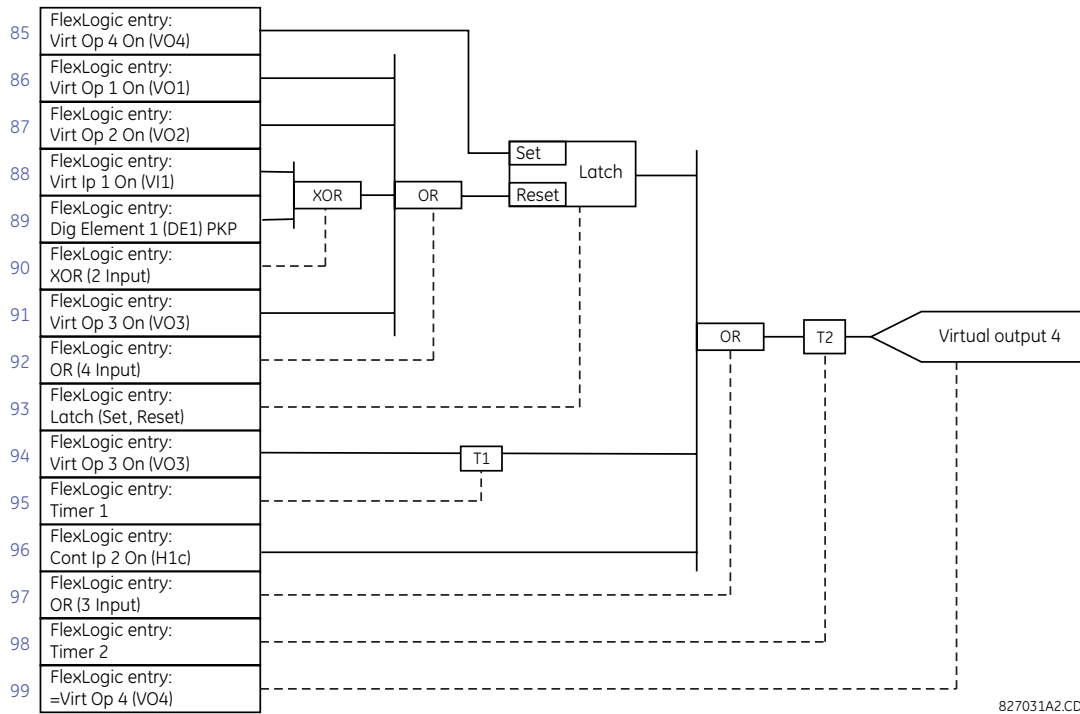 85
FlexLogic entry:
Virt Op 4 On (VO4)
86
FlexLogic entry:
Virt Op 1 On (VO1)
87
FlexLogic entry:
Virt Op 2 On (VO2)
88
FlexLogic entry:
Virt Ip 1 On (VI1)
89
FlexLogic entry:
Dig Element 1 (DE1) PKP
90
FlexLogic entry:
XOR (2 Input)
91
FlexLogic entry:
Virt Op 3 On (VO3)
92
FlexLogic entry:
OR (4 Input)
93
FlexLogic entry:
Latch (Set, Reset)
94
FlexLogic entry:
Virt Op 3 On (VO3)
95
FlexLogic entry:
Timer 1
96
FlexLogic entry:
Cont Ip 2 On (H1c)
97
FlexLogic entry:
OR (3 Input)
98
FlexLogic entry:
Timer 2
99
FlexLogic entry:
=Virt Op 4 (VO4)
XOR
OR
Set
Reset
Latch
T1
OR
T2
Virtual output 4
827031A2.CD